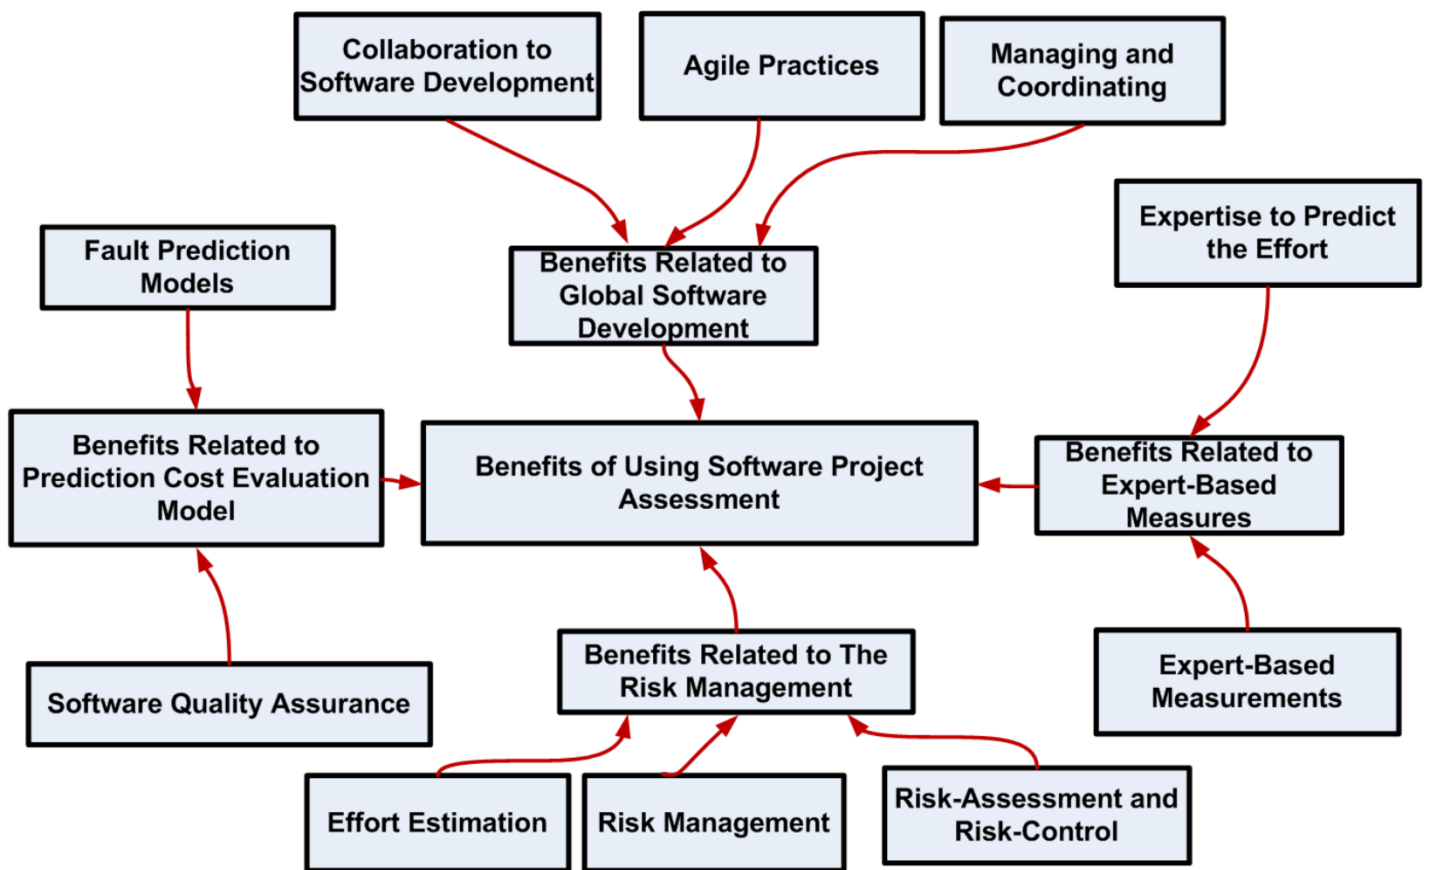 Collaboration to
Software Development
Agile Practices
Managing and
Coordinating
Expertise to Predict
the Effort
Fault Prediction
Models
Benefits Related to
Global Software
Development
Benefits Related to
Prediction Cost Evaluation
Model
Benefits of Using Software Project
Assessment
Benefits Related to
Expert-Based
Measures
Software Quality Assurance
Benefits Related to The
Risk Management
Expert-Based
Measurements
Effort Estimation
Risk Management
Risk-Assessment and
Risk-Control